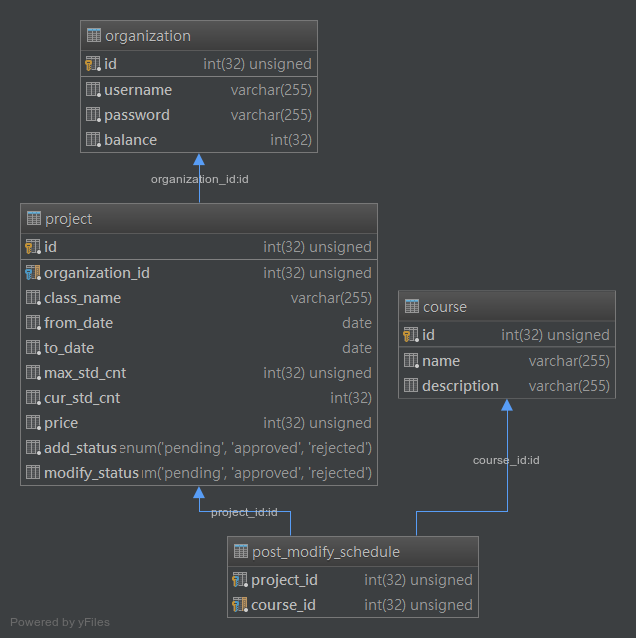 organization
id int(32) unsigned
username varchar(255)
password varchar(255)
balance int(32)
organization_id:id
project
id int(32) unsigned
organization_id int(32) unsigned
class_name varchar(255)
from_date date
to_date date
max_std_cnt int(32) unsigned
cur_std_cnt int(32)
price int(32) unsigned
add_status enum('pending', 'approved', 'rejected')
modify_status um('pending', 'approved', 'rejected')
course
id int(32) unsigned
name varchar(255)
description varchar(255)
course_id:id
project_id:id
post_modify_schedule
project_id int(32) unsigned
course_id int(32) unsigned
Powered by yFiles